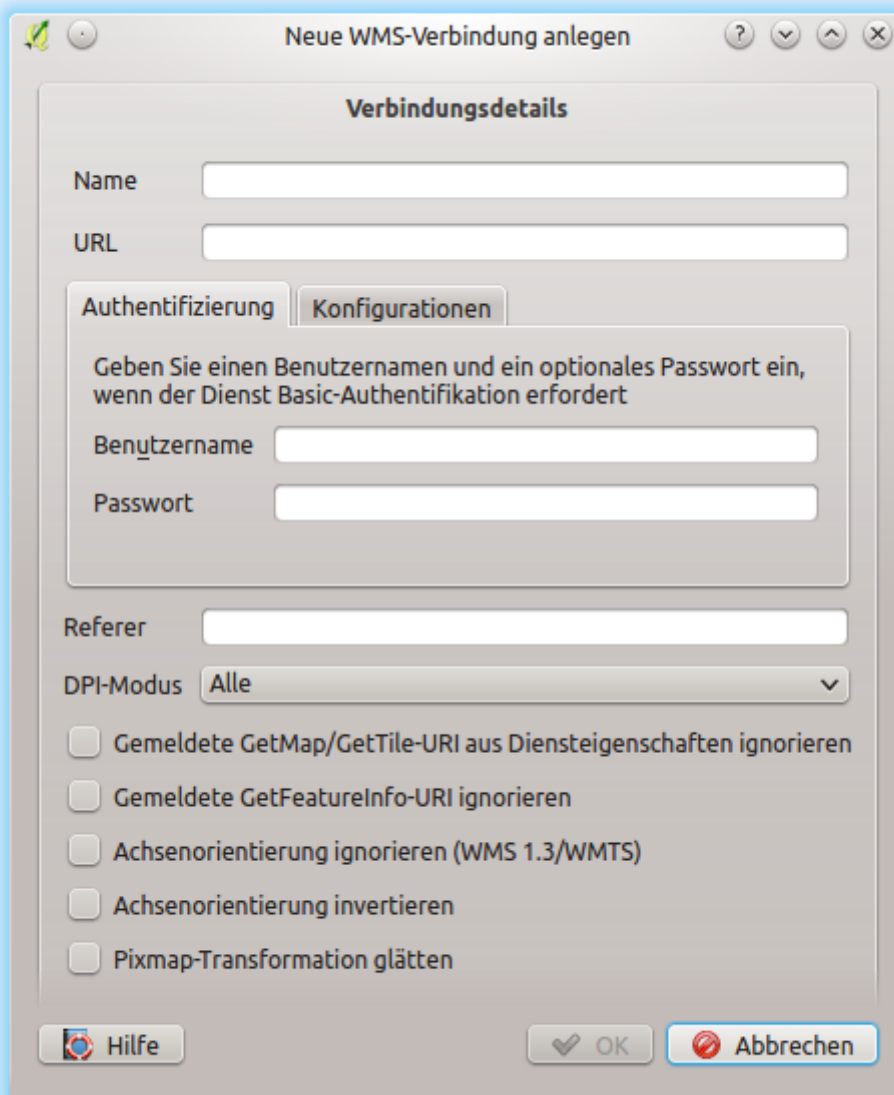 Neue WMS-Verbindung anlegen
Verbindungsdetails
Name
URL
Authentifizierung
Konfigurationen
Geben Sie einen Benutzernamen und ein optionales Passwort ein,
wenn der Dienst Basic-Authentifikation erfordert
Benutzername
Passwort
Referer
DPI-Modus Alle
Gemeldete GetMap/GetTile-URI aus Diensteigenschaften ignorieren
Gemeldete GetFeatureInfo-URI ignorieren
Achsenorientierung ignorieren (WMS 1.3/WMTS)
Achsenorientierung invertieren
Pixmap-Transformation glätten
Hilfe
OK
Abbrechen